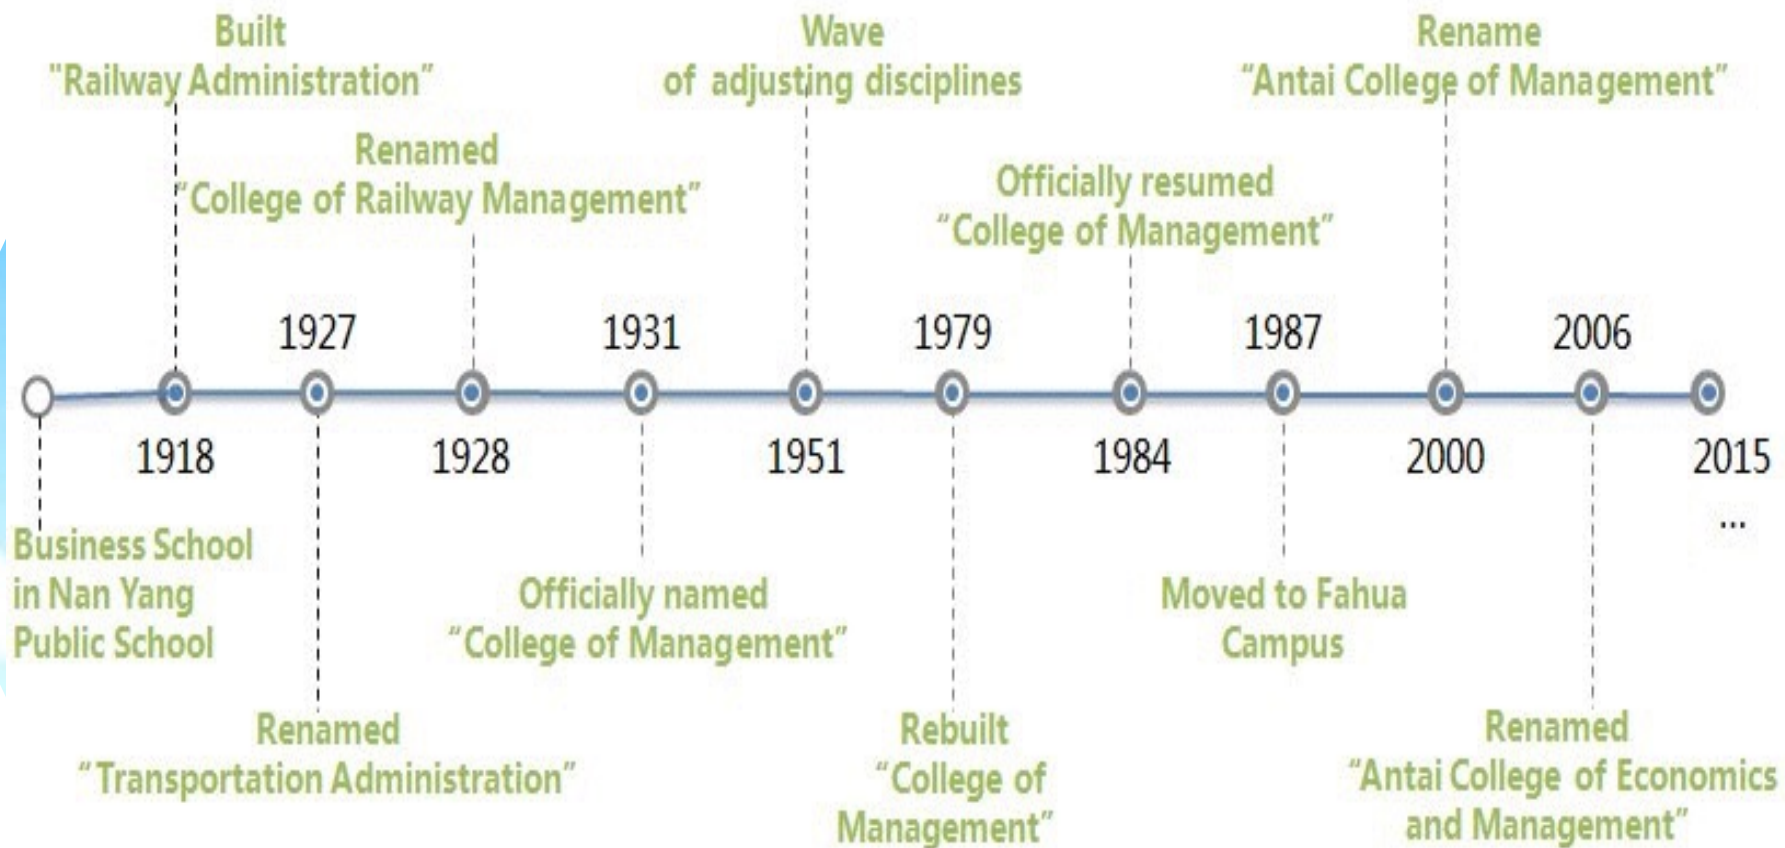 Built
"Railway Administration”
Wave
of adjusting disciplines
Rename
“Antai College of Management”
Renamed
“College of Railway Management”
Officially resumed
“College of Management”
1927
1931
1979
1987
2006
1918
1928
1951
1984
2000
2015
...
Business School
in Nan Yang
Public School
Officially named
“College of Management”
Moved to Fahua
Campus
Renamed
“Transportation Administration”
Rebuilt
“College of
Management”
Renamed
“Antai College of Economics
and Management”